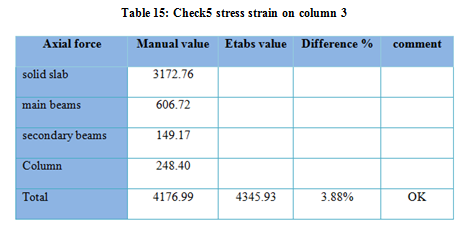 Table 15: Check5 stress strain on column 3
Axial force Manual value Etabs value Difference % comment
solid slab 3172.76
main beams 606.72
secondary beams 149.17
Column 248.40
Total 4176.99 4345.93 3.88% OK